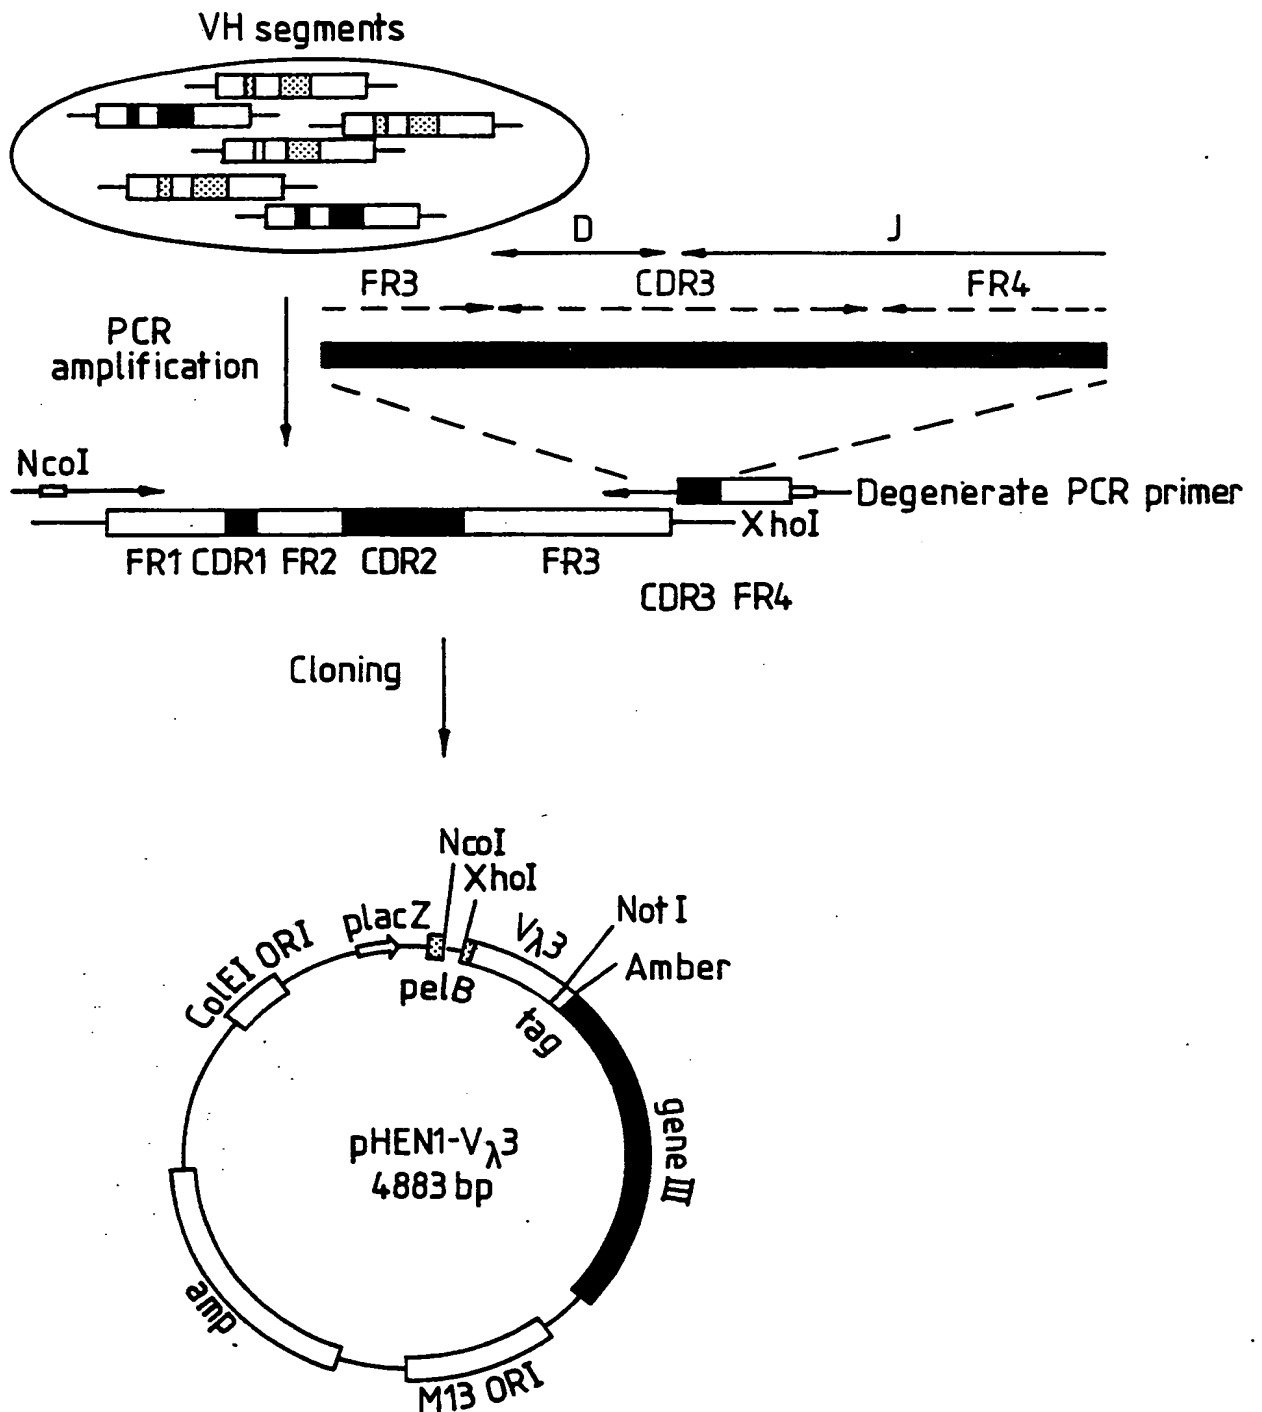 VH segments
D
J
FR3
CDR3
FR4
PCR
amplification
NcoI
Degenerate PCR primer
XhoI
FR1 CDR1 FR2 CDR2 FR3
CDR3 FR4
Cloning
NcoI
XhoI
placZ
Vλ3
Not I
ColEI ORI
pelB
Amber
tag
gene III
pHEN1-Vλ3
4883 bp
amp
M13 ORI